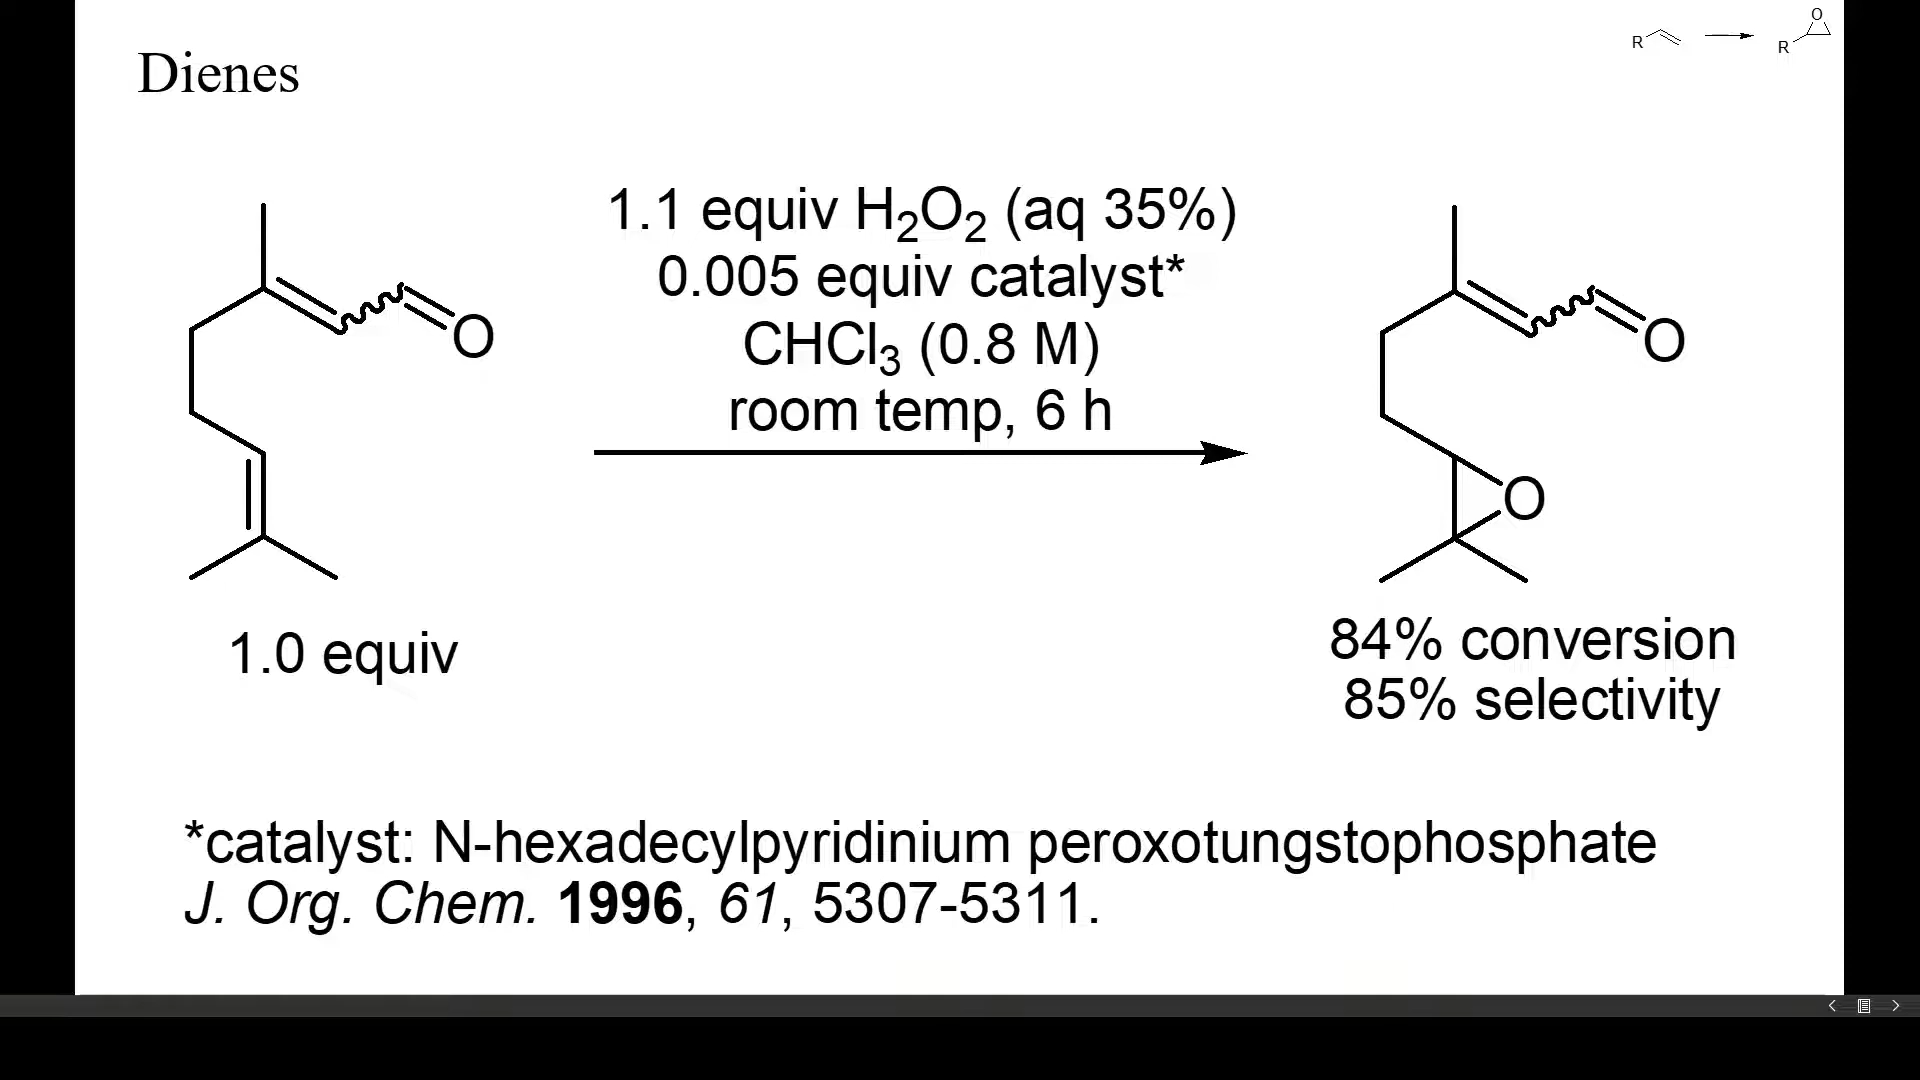 Dienes
R
R
O
1.1 equiv H₂O₂ (aq 35%)
0.005 equiv catalyst*
CHCl₃ (0.8 M)
room temp, 6 h
O
O
O
1.0 equiv
84% conversion
85% selectivity
*catalyst: N-hexadecylpyridinium peroxotungstophosphate
J. Org. Chem. 1996, 61, 5307-5311.